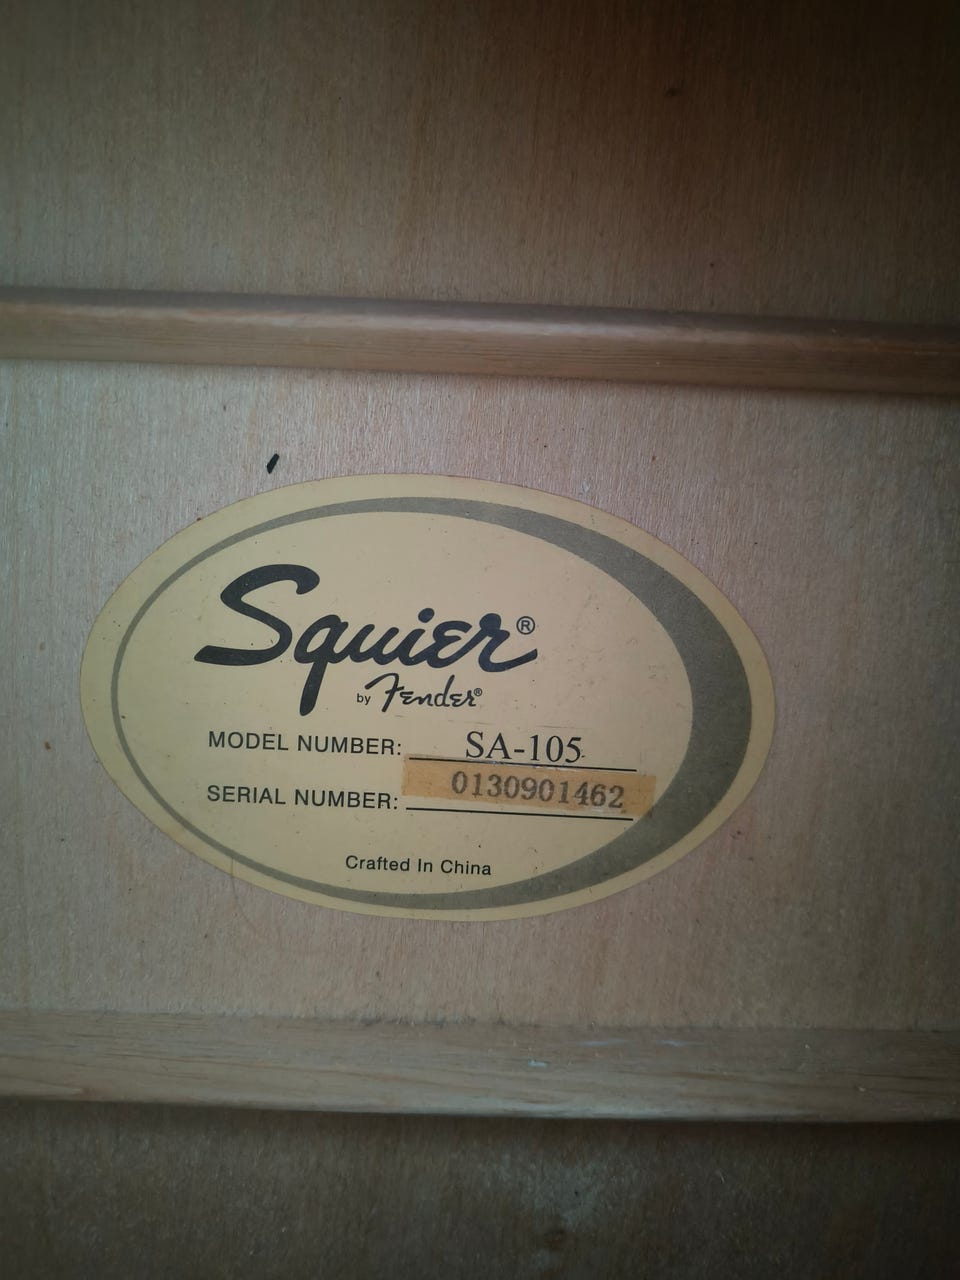 Squier®
by Fender®
MODEL NUMBER: SA-105
SERIAL NUMBER: 0130901462
Crafted In China